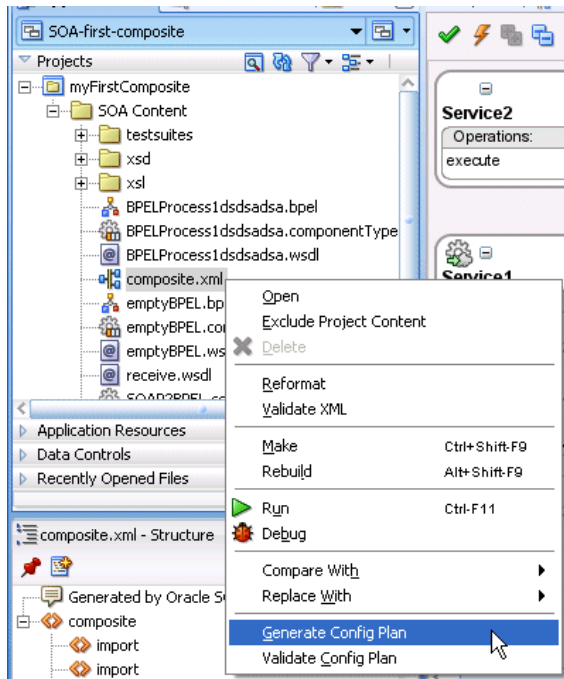 SOA-first-composite
Projects
myFirstComposite
SOA Content
testsuites
xsd
xsl
BPELProcess1dsdsadsa.bpel
BPELProcess1dsdsadsa.componentType
BPELProcess1dsdsadsa.wsdl
composite.xml
emptyBPEL.bp
emptyBPEL.co
emptyBPEL.ws
receive.wsdl
Application Resources
Data Controls
Recently Opened Files
composite.xml - Structure
Generated by Oracle S
composite
import
import
Service2
Operations:
execute
Service1
Open
Exclude Project Content
Delete
Reformat
Validate XML
Make Ctrl+Shift-F9
Rebuild Alt+Shift-F9
Run Ctrl-F11
Debug
Compare With
Replace With
Generate Config Plan
Validate Config Plan